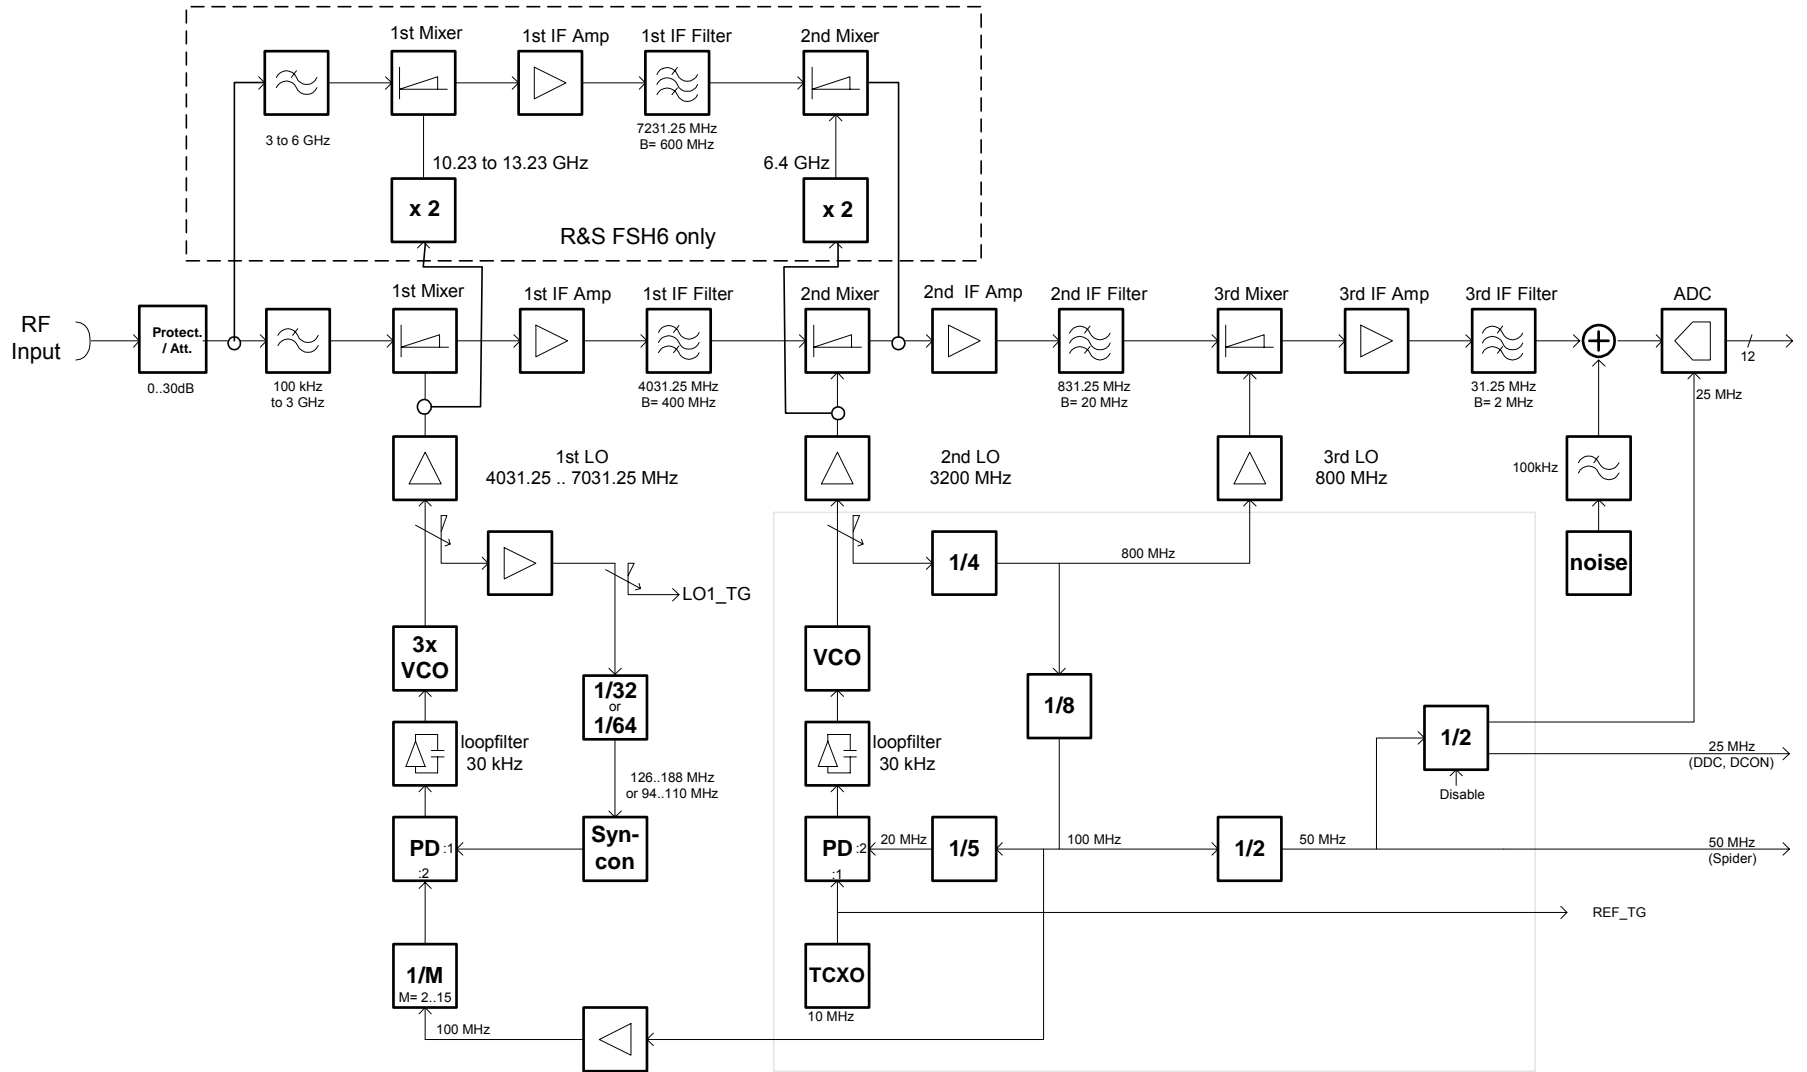 1st Mixer
1st IF Amp
1st IF Filter
2nd Mixer
3 to 6 GHz
7231.25 MHz
B= 600 MHz
10.23 to 13.23 GHz
6.4 GHz
x 2
x 2
R&S FSH6 only
RF
Input
Protect.
/ Att.
0..30dB
100 kHz
to 3 GHz
1st Mixer
1st IF Amp
1st IF Filter
4031.25 MHz
B= 400 MHz
2nd Mixer
2nd IF Amp
2nd IF Filter
831.25 MHz
B= 20 MHz
3rd Mixer
3rd IF Amp
3rd IF Filter
31.25 MHz
B= 2 MHz
ADC
12
25 MHz
1st LO
4031.25 .. 7031.25 MHz
2nd LO
3200 MHz
3rd LO
800 MHz
100kHz
noise
LO1_TG
1/4
800 MHz
3x
VCO
1/32
or
1/64
VCO
1/8
loopfilter
30 kHz
126..188 MHz
or 94..110 MHz
loopfilter
30 kHz
1/2
Disable
25 MHz
(DDC, DCON)
PD :1
:2
Syn-
con
PD :2
:1
20 MHz
1/5
100 MHz
1/2
50 MHz
50 MHz
(Spider)
REF_TG
1/M
M= 2..15
TCXO
10 MHz
100 MHz